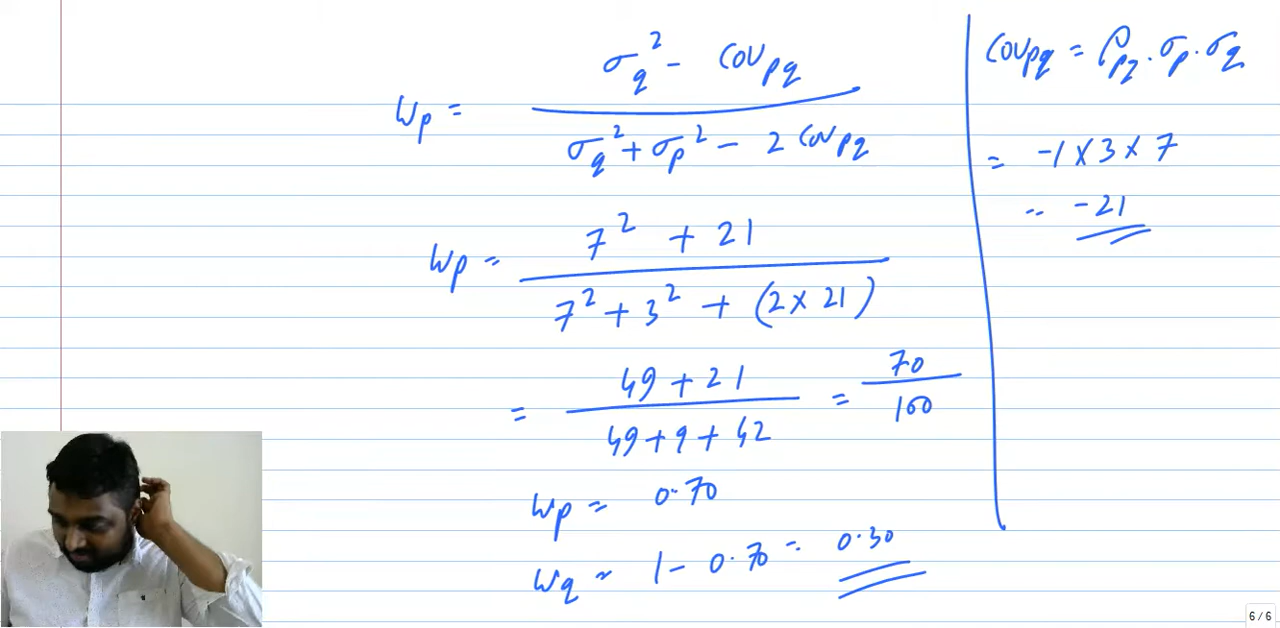 Wp = (σq² - COVpq) / (σq² + σp² - 2 COVpq)
Wp = (7² + 21) / (7² + 3² + (2 × 21))
= (49 + 21) / (49 + 9 + 42) = 70 / 100
Wp = 0.70
Wq = 1 - 0.70 = 0.30
COVpq = ρpq . σp . σq
= -1 × 3 × 7
= -21
6 / 6